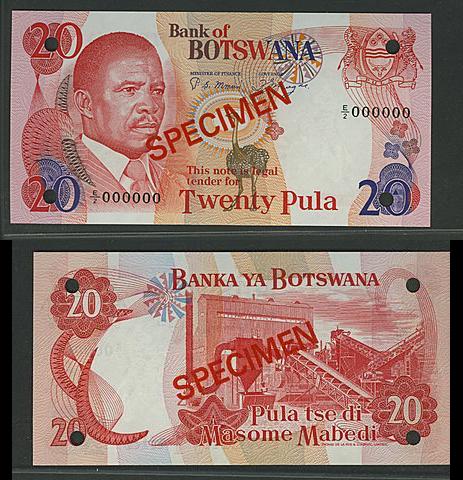 20
Bank of
BOTSWANA
MINISTER OF FINANCE GOVERNOR
E/2 000000
SPECIMEN
This note is legal
tender for
20 E/2 000000
Twenty Pula
20
BANKA YA BOTSWANA
20
SPECIMEN
20
Pula tse di
20
Masome Mabedi